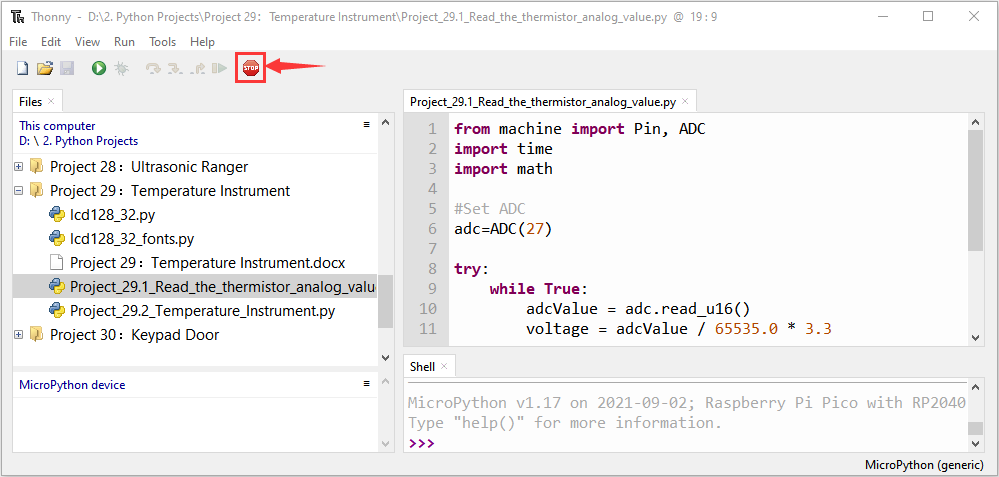 Thonny - D:\2. Python Projects\Project 29：Temperature Instrument\Project_29.1_Read_the_thermistor_analog_value.py @ 19 : 9
File Edit View Run Tools Help
STOP
Files
This computer
D: \ 2. Python Projects
Project 28：Ultrasonic Ranger
Project 29：Temperature Instrument
lcd128_32.py
lcd128_32_fonts.py
Project 29：Temperature Instrument.docx
Project_29.1_Read_the_thermistor_analog_valu
Project_29.2_Temperature_Instrument.py
Project 30：Keypad Door
MicroPython device
Project_29.1_Read_the_thermistor_analog_value.py
1 from machine import Pin, ADC
2 import time
3 import math
4
5 #Set ADC
6 adc=ADC(27)
7
8 try:
9 while True:
10 adcValue = adc.read_u16()
11 voltage = adcValue / 65535.0 * 3.3
Shell
MicroPython v1.17 on 2021-09-02; Raspberry Pi Pico with RP2040
Type "help()" for more information.
>>>
MicroPython (generic)